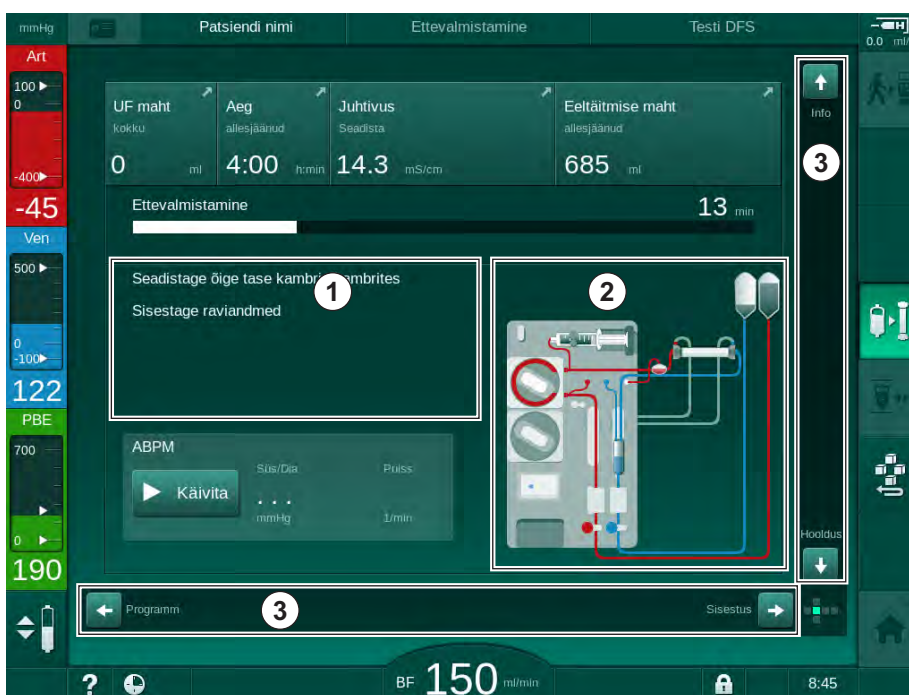 mmHg Patsiendi nimi Ettevalmistamine Testi DFS
0.0 ml/
Art
100
0
-400
-45
Ven
500
0
-100
122
PBE
700
0
190
UF maht
kokku
0 ml
Aeg
allesjäänud
4:00 h:min
Juhtivus
Seadista
14.3 mS/cm
Eeltäitmise maht
allesjäänud
685 ml
Ettevalmistamine 13 min
Seadistage õige tase
Sisestage raviandmed
1
2
3
Info
Hooldus
ABPM
Käivita
Süs/Dia
. . .
mmHg
Puiss
1/min
Programm 3 Sisestus
? BF 150 ml/min 8:45